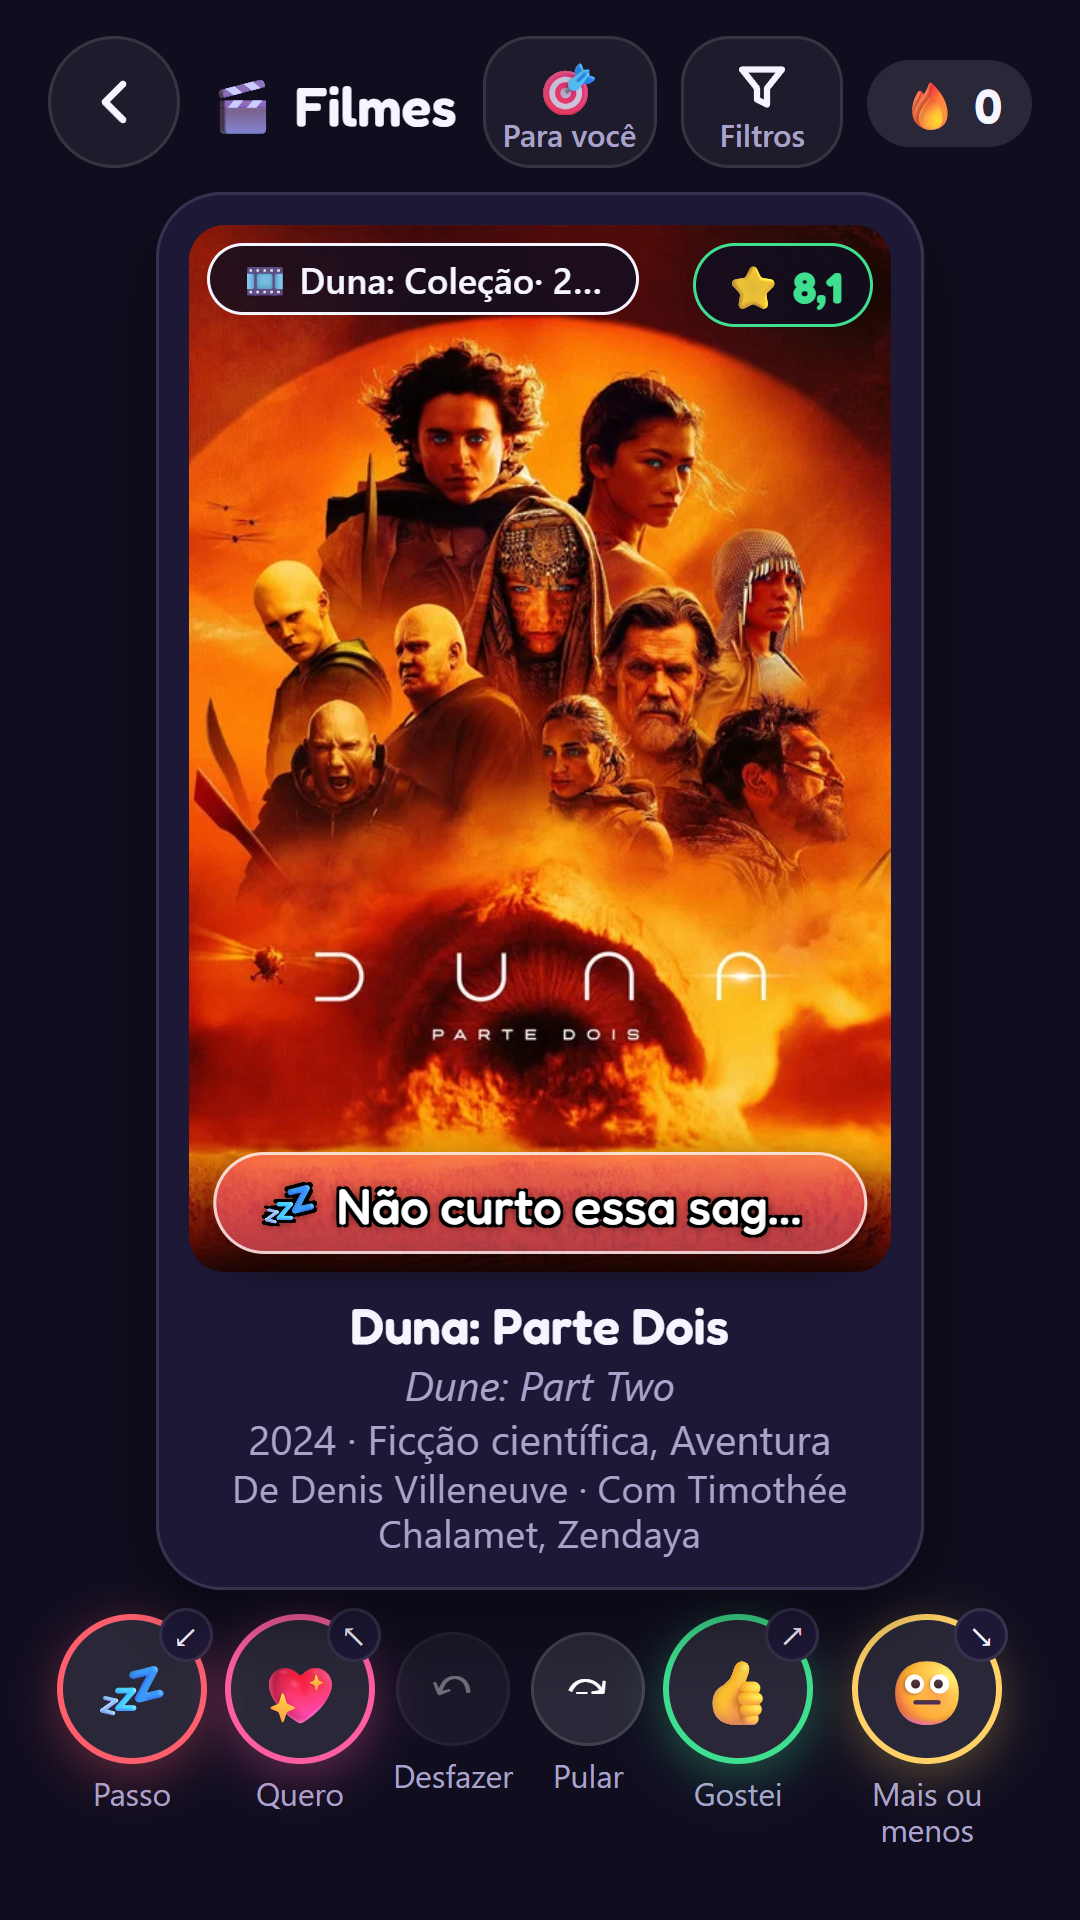 Filmes
Para você
Filtros
0
Duna: Coleção· 2...
8,1
DUNA
PARTE DOIS
Não curto essa sag...
Duna: Parte Dois
Dune: Part Two
2024 · Ficção científica, Aventura
De Denis Villeneuve · Com Timothée
Chalamet, Zendaya
Passo
Quero
Desfazer
Pular
Gostei
Mais ou
menos